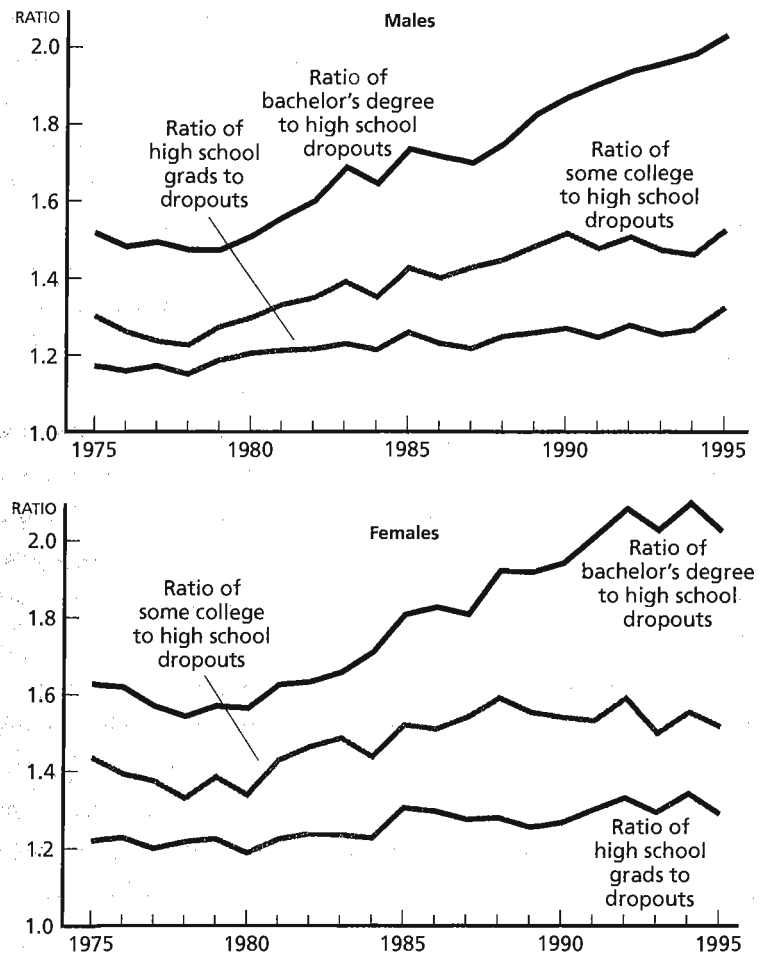 RATIO
Males
2.0
Ratio of
bachelor's degree
to high school
dropouts
1.8
Ratio of
high school
grads to
dropouts
Ratio of
some college
to high school
dropouts
1.6
1.4
1.2
1.0
1975 1980 1985 1990 1995
RATIO
Females
2.0
Ratio of
bachelor's degree
to high school
dropouts
Ratio of
some college
to high school
dropouts
1.8
1.6
1.4
1.2
Ratio of
high school
grads to
dropouts
1.0
1975 1980 1985 1990 1995